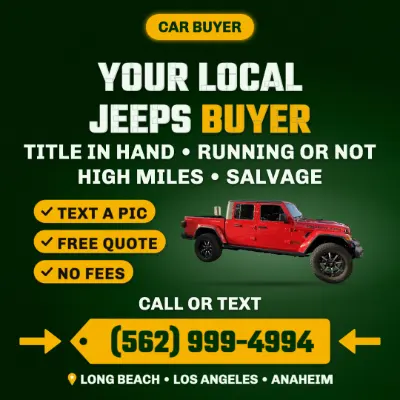 CAR BUYER
YOUR LOCAL
JEEPS BUYER
TITLE IN HAND • RUNNING OR NOT
HIGH MILES • SALVAGE
TEXT A PIC
FREE QUOTE
NO FEES
CALL OR TEXT
(562) 999-4994
LONG BEACH • LOS ANGELES • ANAHEIM